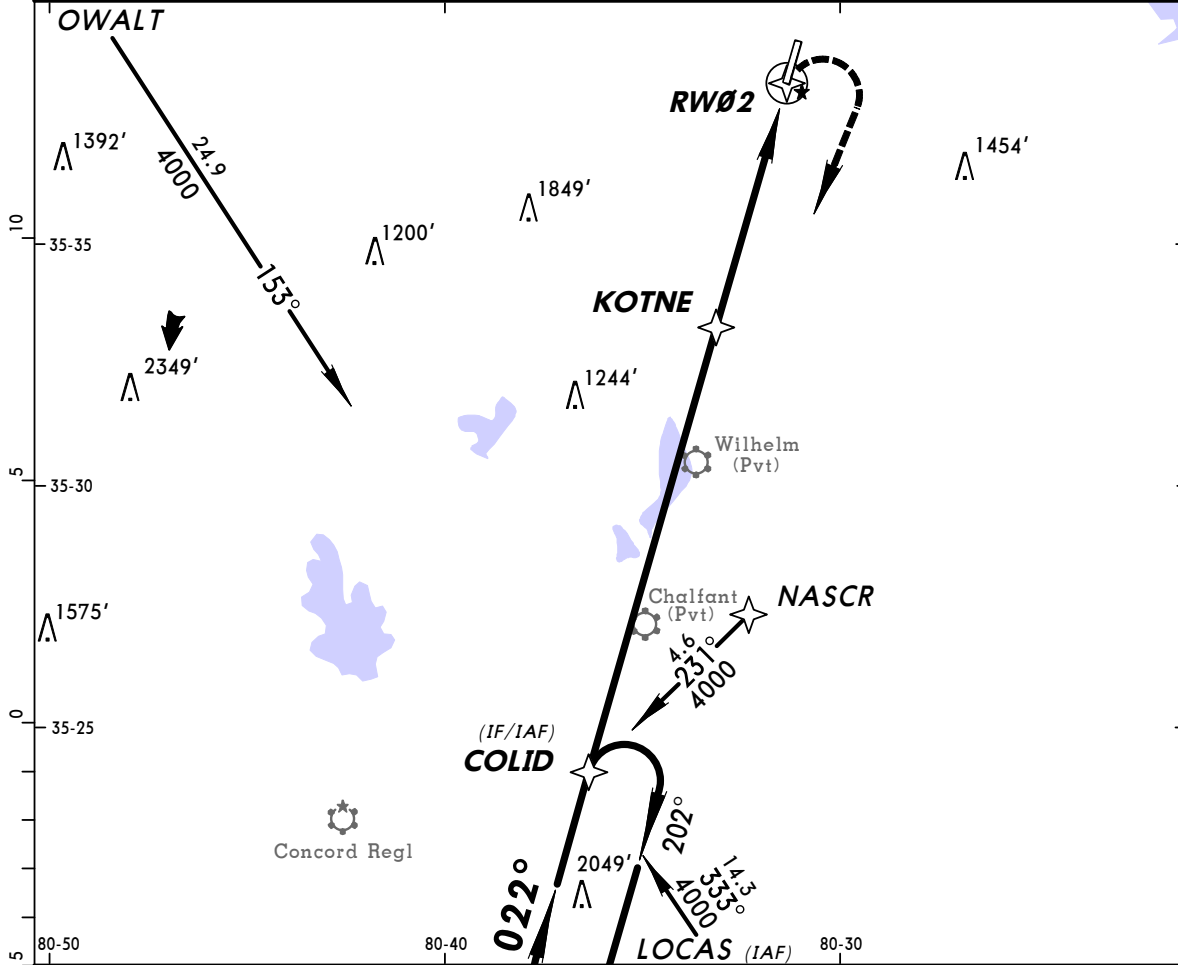 OWALT
RWØ2
1392'
24.9
4000
1454'
1849'
10
35-35
1200'
153°
KOTNE
2349'
1244'
Wilhelm
(Pvt)
5
35-30
Chalfant
(Pvt)
NASCR
1575'
4.6
231°
4000
0
35-25
(IF/IAF)
COLID
202°
Concord Regl
2049'
14.3
333°
4000
022°
LOCAS (IAF)
5
80-50
80-40
80-30